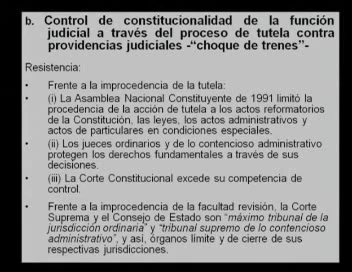 b. Control de constitucionalidad de la función
judicial a través del proceso de tutela contra
providencias judiciales -“choque de trenes”-
Resistencia:
• Frente a la improcedencia de la tutela:
• (i) La Asamblea Nacional Constituyente de 1991 limitó la
procedencia de la acción de tutela a los actos reformatorios
de la Constitución, las leyes, los actos administrativos y
actos de particulares en condiciones especiales.
• (ii) Los jueces ordinarios y de lo contencioso administrativo
protegen los derechos fundamentales a través de sus
decisiones.
• (iii) La Corte Constitucional excede su competencia de
control.
• Frente a la improcedencia de la facultad revisión, la Corte
Suprema y el Consejo de Estado son “máximo tribunal de la
jurisdicción ordinaria” y “tribunal supremo de lo contencioso
administrativo”, y así, órganos límite y de cierre de sus
respectivas jurisdicciones.